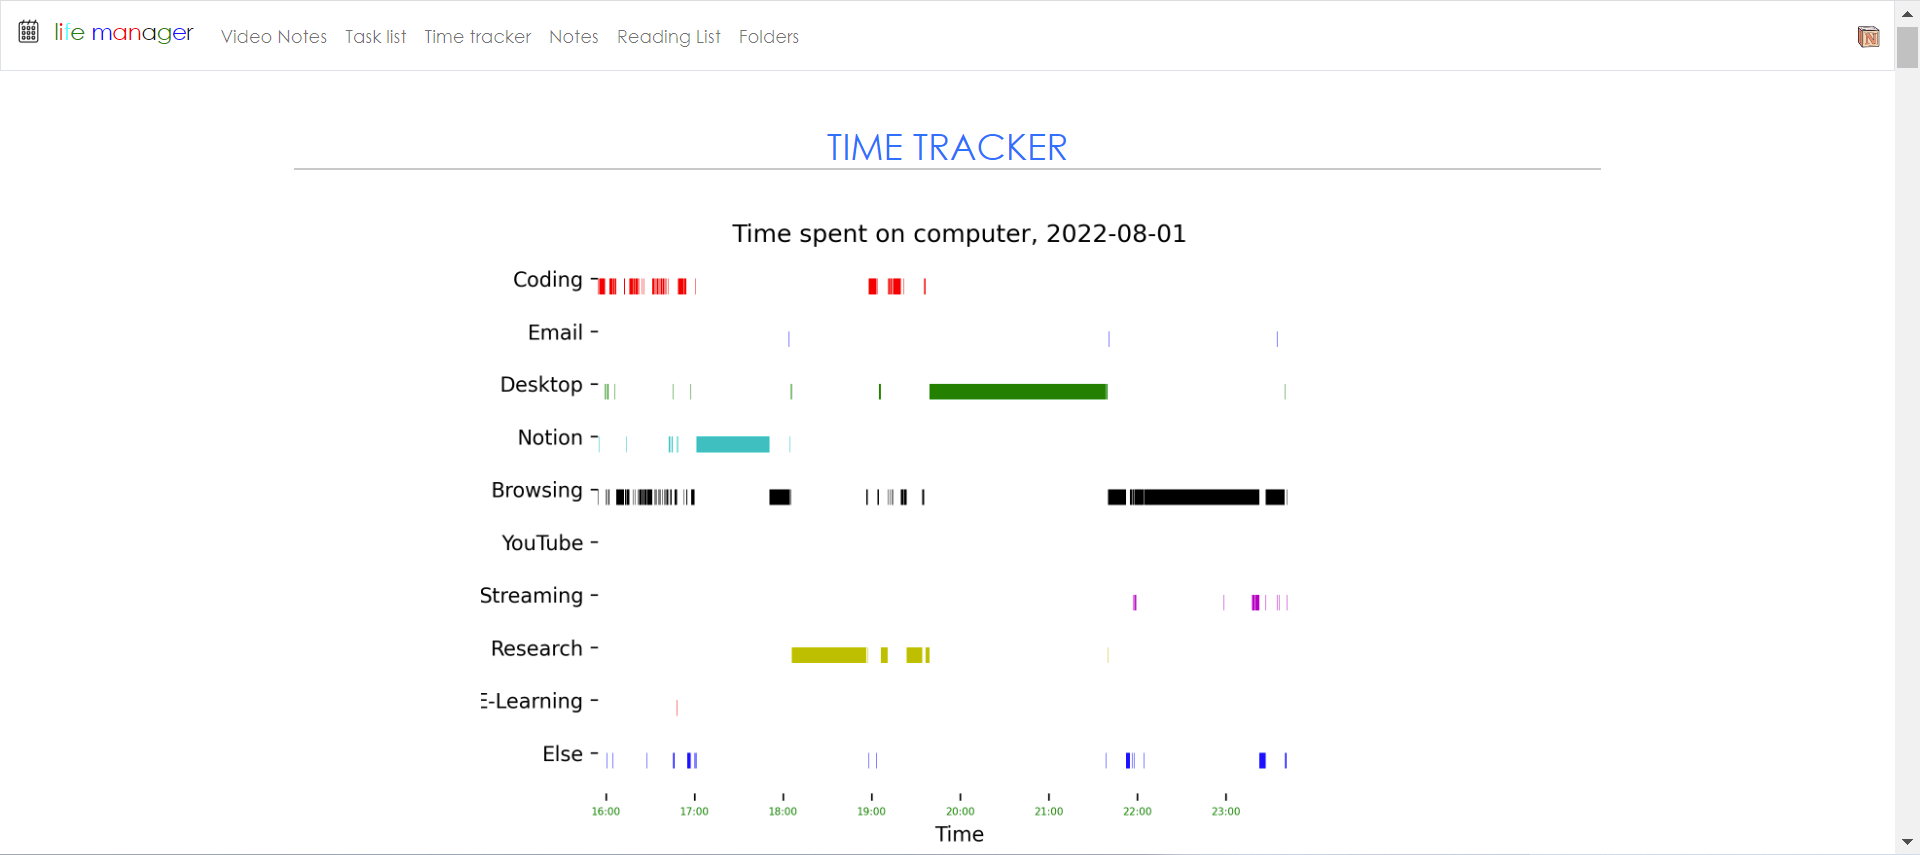 life manager Video Notes Task list Time tracker Notes Reading List Folders N
TIME TRACKER
Time spent on computer, 2022-08-01
Coding
Email
Desktop
Notion
Browsing
YouTube
Streaming
Research
E-Learning
Else
16:00 17:00 18:00 19:00 20:00 21:00 22:00 23:00
Time